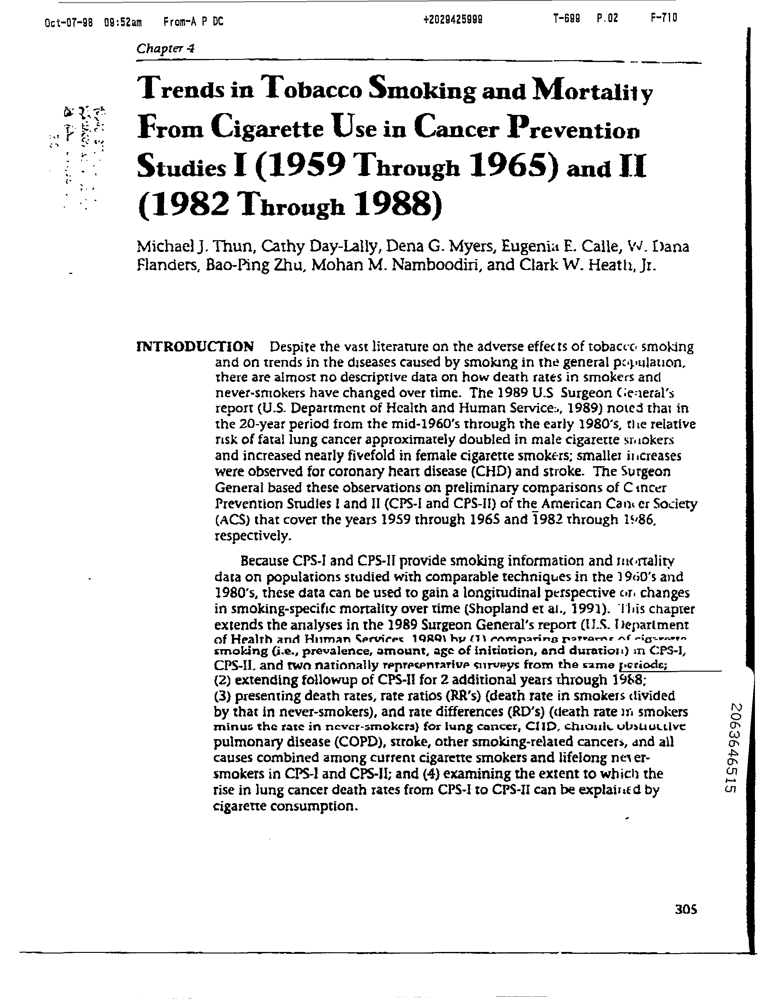 Oct-07-98 09:52am From-A P DC +2029425999 T-699 P.02 F-710
Chapter 4
Trends in Tobacco Smoking and Mortality
From Cigarette Use in Cancer Prevention
Studies I (1959 Through 1965) and II
(1982 Through 1988)
Michael J. Thun, Cathy Day-Lally, Dena G. Myers, Eugenia E. Calle, W. Dana
Flanders, Bao-Ping Zhu, Mohan M. Namboodiri, and Clark W. Heath, Jr.
INTRODUCTION Despite the vast literature on the adverse effects of tobacco smoking
and on trends in the diseases caused by smoking in the general population,
there are almost no descriptive data on how death rates in smokers and
never-smokers have changed over time. The 1989 U.S Surgeon General's
report (U.S. Department of Health and Human Services, 1989) noted that in
the 20-year period from the mid-1960's through the early 1980's, the relative
risk of fatal lung cancer approximately doubled in male cigarette smokers
and increased nearly fivefold in female cigarette smokers; smaller increases
were observed for coronary heart disease (CHD) and stroke. The Surgeon
General based these observations on preliminary comparisons of Cancer
Prevention Studies I and II (CPS-I and CPS-II) of the American Cancer Society
(ACS) that cover the years 1959 through 1965 and 1982 through 1986,
respectively.
Because CPS-I and CPS-II provide smoking information and mortality
data on populations studied with comparable techniques in the 1960's and
1980's, these data can be used to gain a longitudinal perspective on changes
in smoking-specific mortality over time (Shopland et al., 1991). This chapter
extends the analyses in the 1989 Surgeon General's report (U.S. Department
of Health and Human Services, 1989) by (1) comparing patterns of cigarette
smoking (i.e., prevalence, amount, age of initiation, and duration) in CPS-I,
CPS-II, and two nationally representative surveys from the same periods;
(2) extending followup of CPS-II for 2 additional years through 1988;
(3) presenting death rates, rate ratios (RR's) (death rate in smokers divided
by that in never-smokers), and rate differences (RD's) (death rate in smokers
minus the rate in never-smokers) for lung cancer, CHD, chronic obstructive
pulmonary disease (COPD), stroke, other smoking-related cancers, and all
causes combined among current cigarette smokers and lifelong never-
smokers in CPS-I and CPS-II; and (4) examining the extent to which the
rise in lung cancer death rates from CPS-I to CPS-II can be explained by
cigarette consumption.
2063646515
305